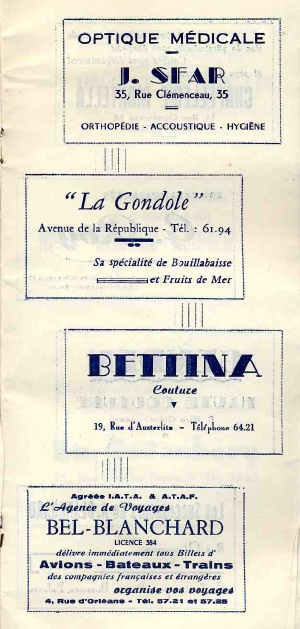 OPTIQUE MÉDICALE
J. SFAR
35, Rue Clémenceau, 35
ORTHOPÉDIE - ACCOUSTIQUE - HYGIÈNE
"La Gondole"
Avenue de la République - Tél. : 61.94
Sa spécialité de Bouillabaisse
et Fruits de Mer
BETTINA
Couture
19, Rue d'Austerlitz - Téléphone 64.21
Agréée I.A.T.A. & A.T.A.F.
L'Agence de Voyages
BEL-BLANCHARD
LICENCE 384
délivre immédiatement tous Billets d'
Avions - Bateaux - Trains
des compagnies françaises et étrangères
organise vos voyages
4, Rue d'Orléans - Tél. 57.21 et 57.25